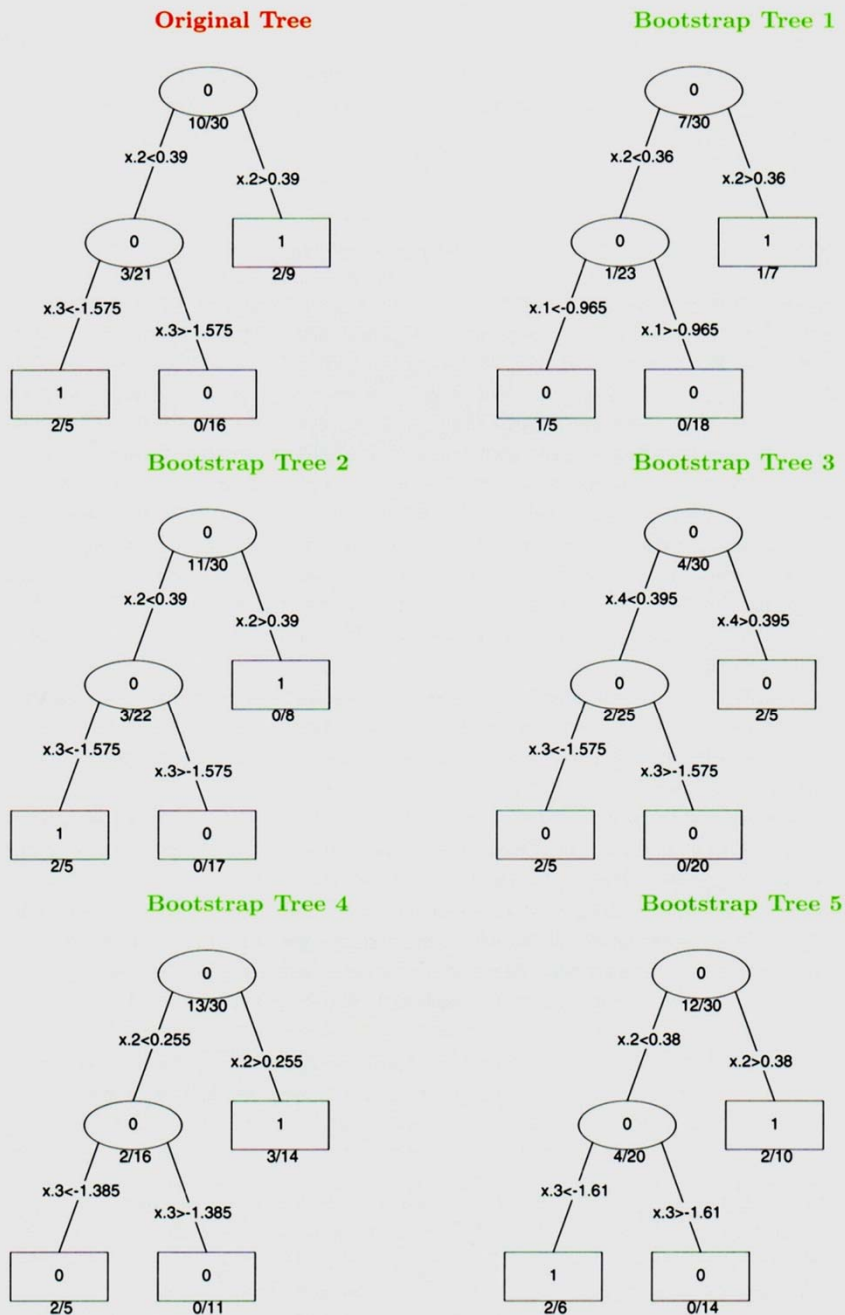 Original Tree
0
10/30
x.2<0.39
x.2>0.39
0
3/21
1
2/9
x.3<-1.575
x.3>-1.575
1
2/5
0
0/16
Bootstrap Tree 1
0
7/30
x.2<0.36
x.2>0.36
0
1/23
1
1/7
x.1<-0.965
x.1>-0.965
0
1/5
0
0/18
Bootstrap Tree 2
0
11/30
x.2<0.39
x.2>0.39
0
3/22
1
0/8
x.3<-1.575
x.3>-1.575
1
2/5
0
0/17
Bootstrap Tree 3
0
4/30
x.4<0.395
x.4>0.395
0
2/25
0
2/5
x.3<-1.575
x.3>-1.575
0
2/5
0
0/20
Bootstrap Tree 4
0
13/30
x.2<0.255
x.2>0.255
0
2/16
1
3/14
x.3<-1.385
x.3>-1.385
0
2/5
0
0/11
Bootstrap Tree 5
0
12/30
x.2<0.38
x.2>0.38
0
4/20
1
2/10
x.3<-1.61
x.3>-1.61
1
2/6
0
0/14